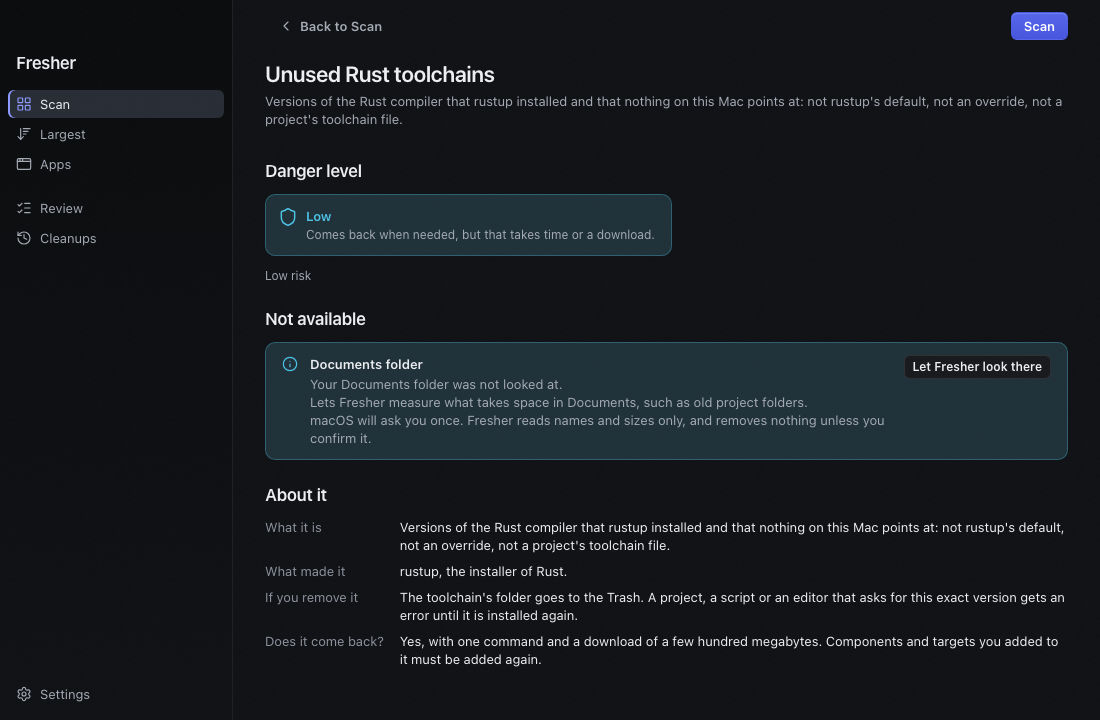 Back to Scan
Scan
Fresher
Scan
Largest
Apps
Review
Cleanups
Settings
Unused Rust toolchains
Versions of the Rust compiler that rustup installed and that nothing on this Mac points at: not rustup's default, not an override, not a
project's toolchain file.
Danger level
Low
Comes back when needed, but that takes time or a download.
Low risk
Not available
Documents folder
Let Fresher look there
Your Documents folder was not looked at.
Lets Fresher measure what takes space in Documents, such as old project folders.
macOS will ask you once. Fresher reads names and sizes only, and removes nothing unless you
confirm it.
About it
What it is
Versions of the Rust compiler that rustup installed and that nothing on this Mac points at: not rustup's default,
not an override, not a project's toolchain file.
What made it
rustup, the installer of Rust.
If you remove it
The toolchain's folder goes to the Trash. A project, a script or an editor that asks for this exact version gets an
error until it is installed again.
Does it come back?
Yes, with one command and a download of a few hundred megabytes. Components and targets you added to
it must be added again.